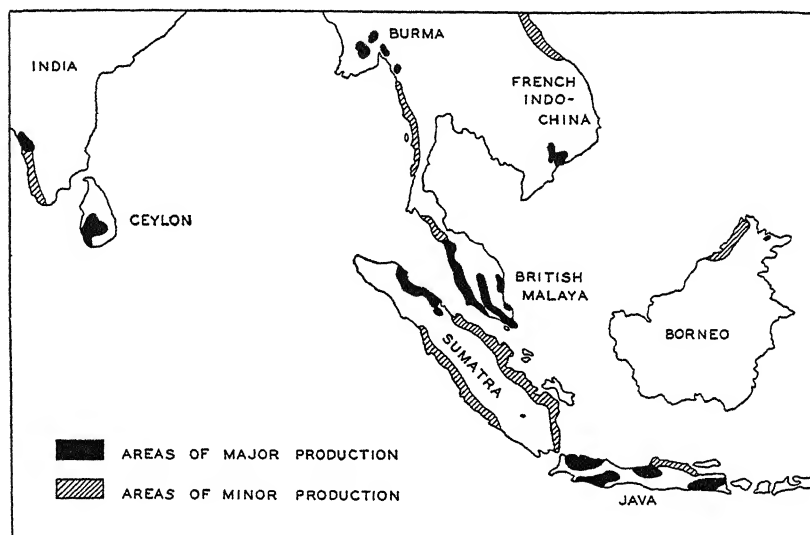 BURMA
INDIA
FRENCH
INDO-
CHINA
CEYLON
BRITISH
MALAYA
BORNEO
SUMATRA
AREAS OF MAJOR PRODUCTION
AREAS OF MINOR PRODUCTION
JAVA